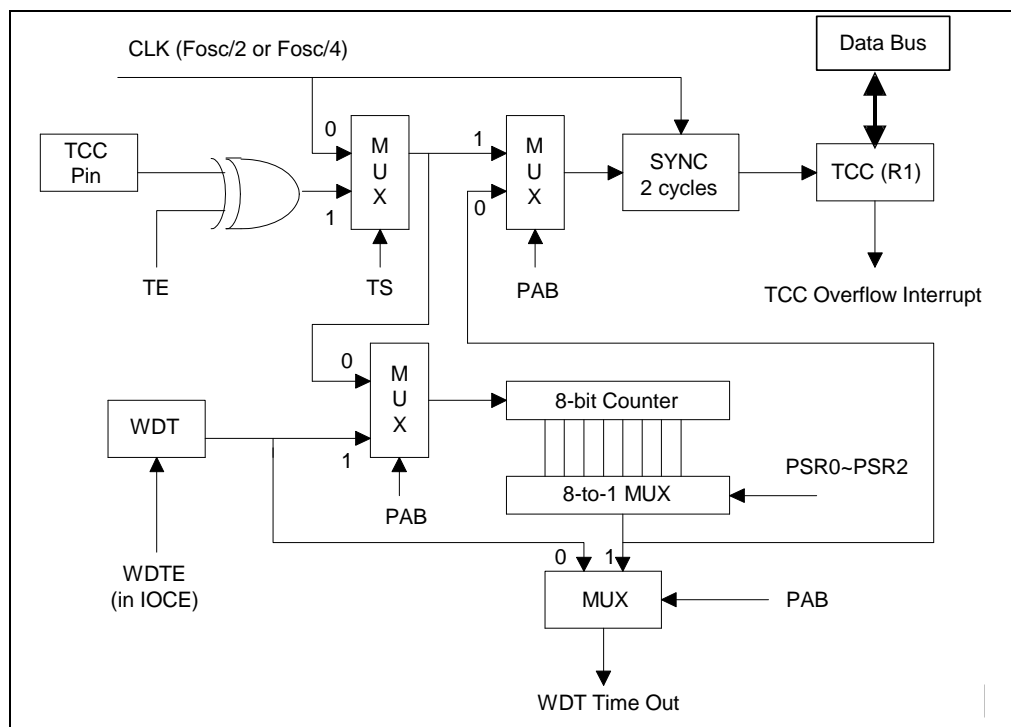 CLK (Fosc/2 or Fosc/4)
Data Bus
TCC
Pin
0
1
M
U
X
1
0
M
U
X
SYNC
2 cycles
TCC (R1)
TE
TS
PAB
TCC Overflow Interrupt
0
1
M
U
X
WDT
8-bit Counter
PSR0~PSR2
8-to-1 MUX
PAB
WDTE
(in IOCE)
0
1
MUX
PAB
WDT Time Out